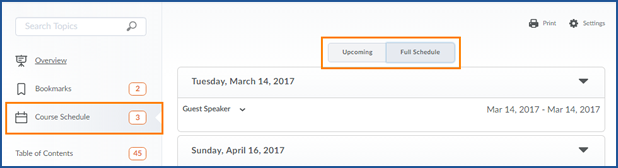 Search Topics
Print
Settings
Overview
Upcoming
Full Schedule
Bookmarks
2
Tuesday, March 14, 2017
Course Schedule
3
Guest Speaker
Mar 14, 2017 - Mar 14, 2017
Table of Contents
45
Sunday, April 16, 2017